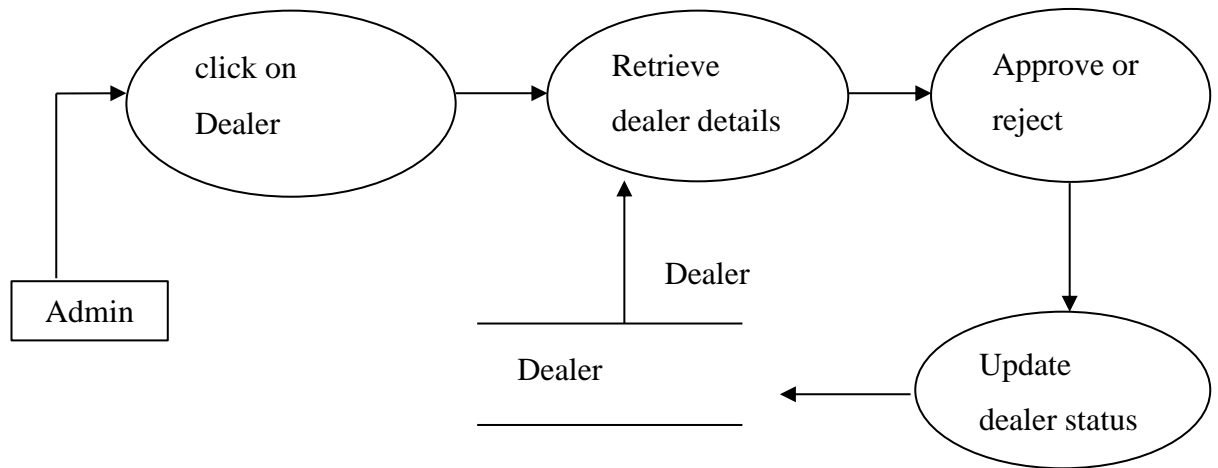 click on
Dealer
Retrieve
dealer details
Approve or
reject
Dealer
Admin
Dealer
Update
dealer status